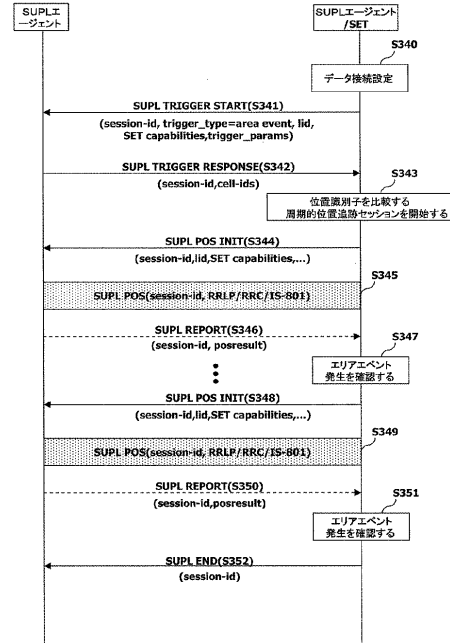 SUPLエ
ージェント
SUPLエージェント
/SET
S340
データ接続設定
SUPL TRIGGER START(S341)
(session-id, trigger_type=area event, lid,
SET capabilities,trigger_params)
SUPL TRIGGER RESPONSE(S342)
(session-id,cell-ids)
S343
位置識別子を比較する
周期的位置追跡セッションを開始する
SUPL POS INIT(S344)
(session-id,lid,SET capabilities,...)
S345
SUPL POS(session-id, RRLP/RRC/IS-801)
SUPL REPORT(S346)
(session-id, posresult)
S347
エリアエベント
発生を確認する
SUPL POS INIT(S348)
(session-id,lid,SET capabilities,...)
S349
SUPL POS(session-id, RRLP/RRC/IS-801)
SUPL REPORT(S350)
(session-id,posresult)
S351
エリアエベント
発生を確認する
SUPL END(S352)
(session-id)